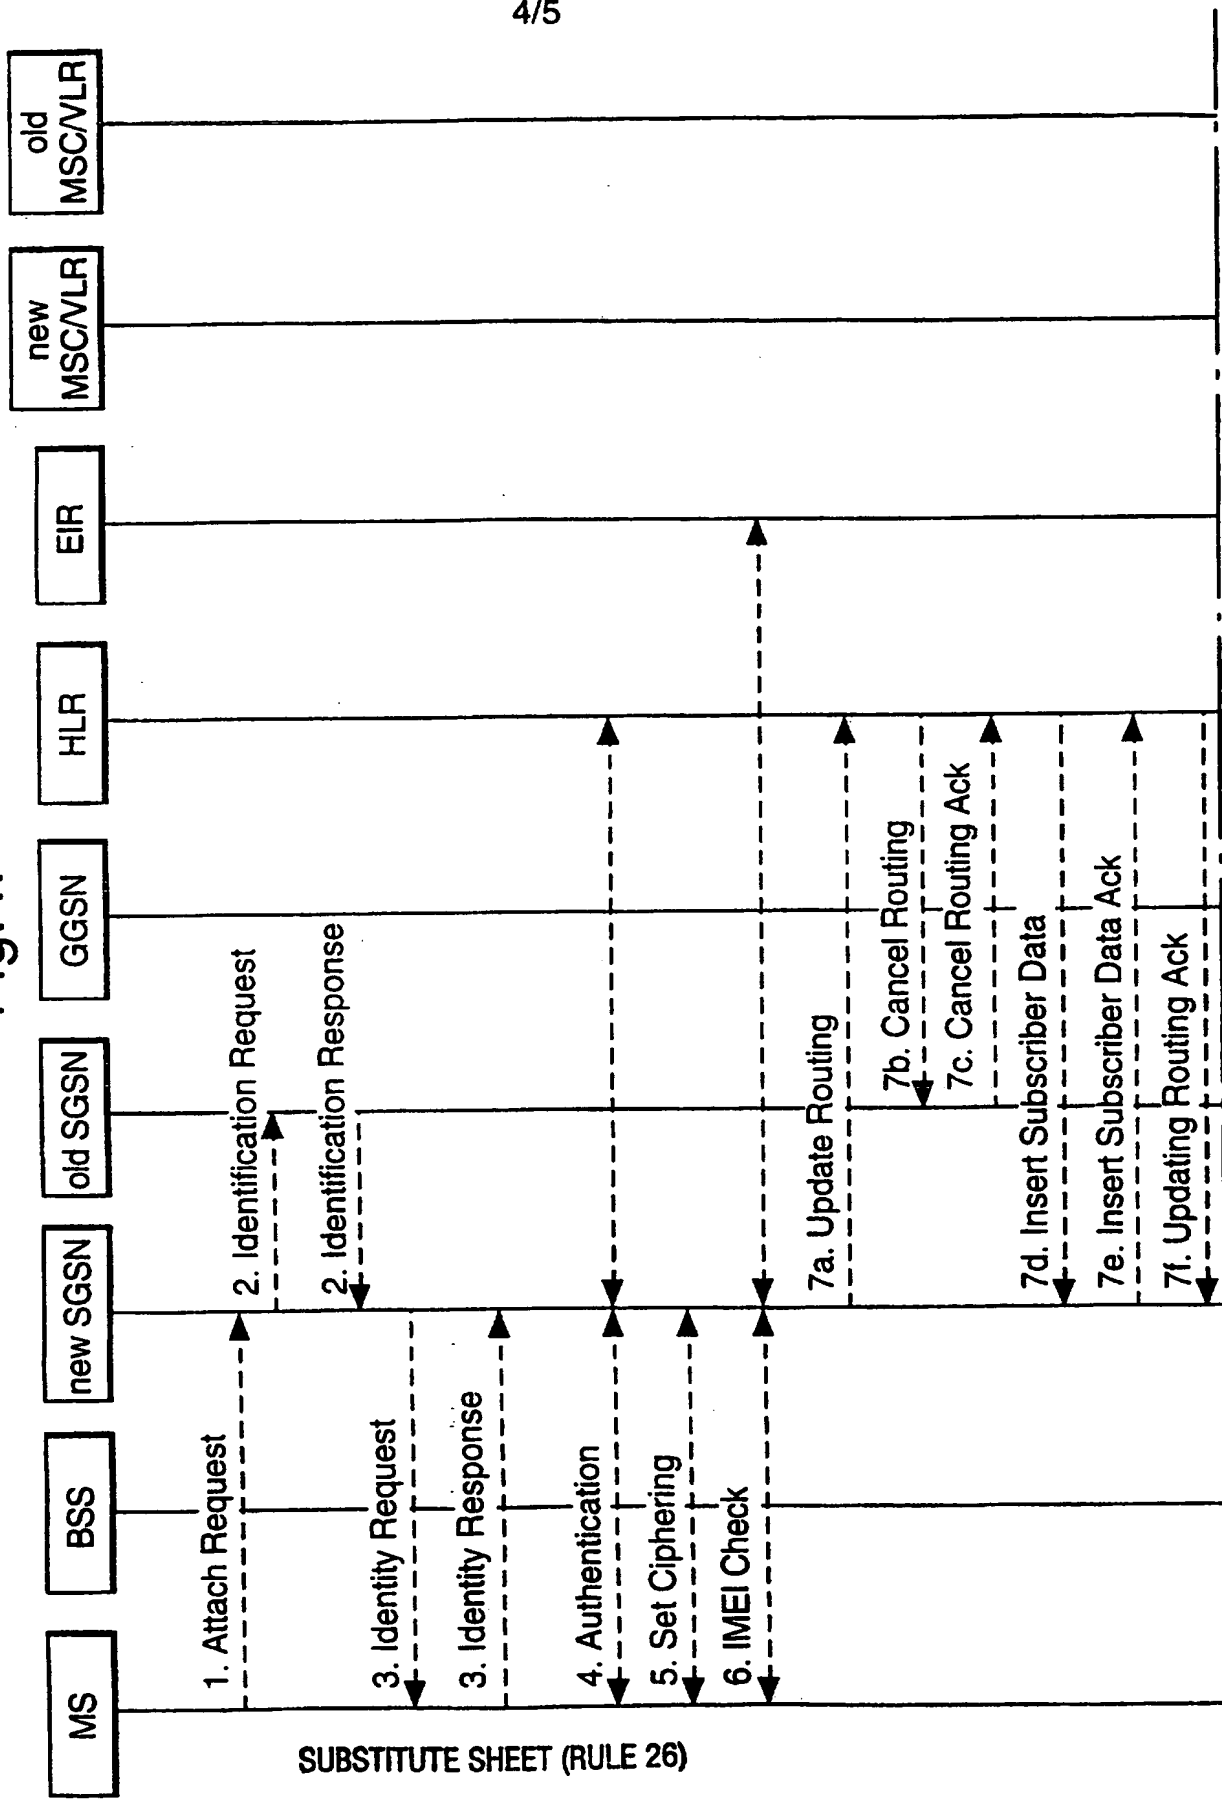 4/5
MS
BSS
new SGSN
old SGSN
GGSN
HLR
EIR
new
MSC/VLR
old
MSC/VLR
1. Attach Request
2. Identification Request
2. Identification Response
3. Identity Request
3. Identity Response
4. Authentication
5. Set Ciphering
6. IMEI Check
7a. Update Routing
7b. Cancel Routing
7c. Cancel Routing Ack
7d. Insert Subscriber Data
7e. Insert Subscriber Data Ack
7f. Updating Routing Ack
SUBSTITUTE SHEET (RULE 26)